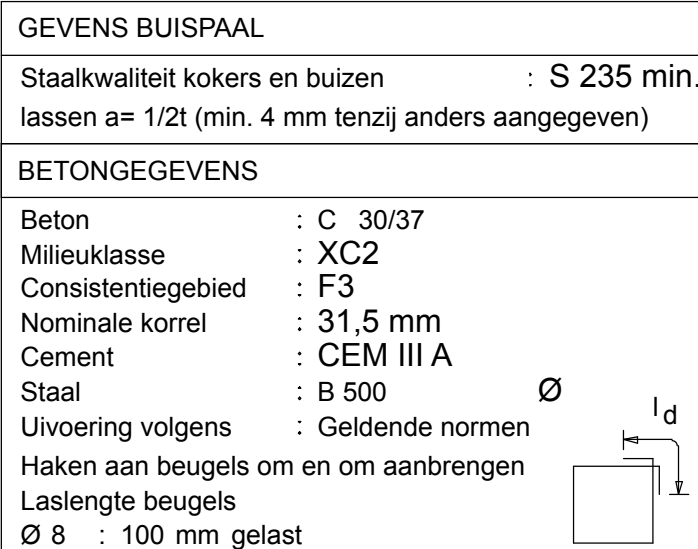 GEVENS BUISPAAL
Staalkwaliteit kokers en buizen : S 235 min.
lassen a= 1/2t (min. 4 mm tenzij anders aangegeven)
BETONGEGEVENS
Beton : C 30/37
Milieuklasse : XC2
Consistentiegebied : F3
Nominale korrel : 31,5 mm
Cement : CEM III A
Staal : B 500 Ø
Uivoering volgens : Geldende normen
l d
Haken aan beugels om en om aanbrengen
Laslengte beugels
Ø 8 : 100 mm gelast